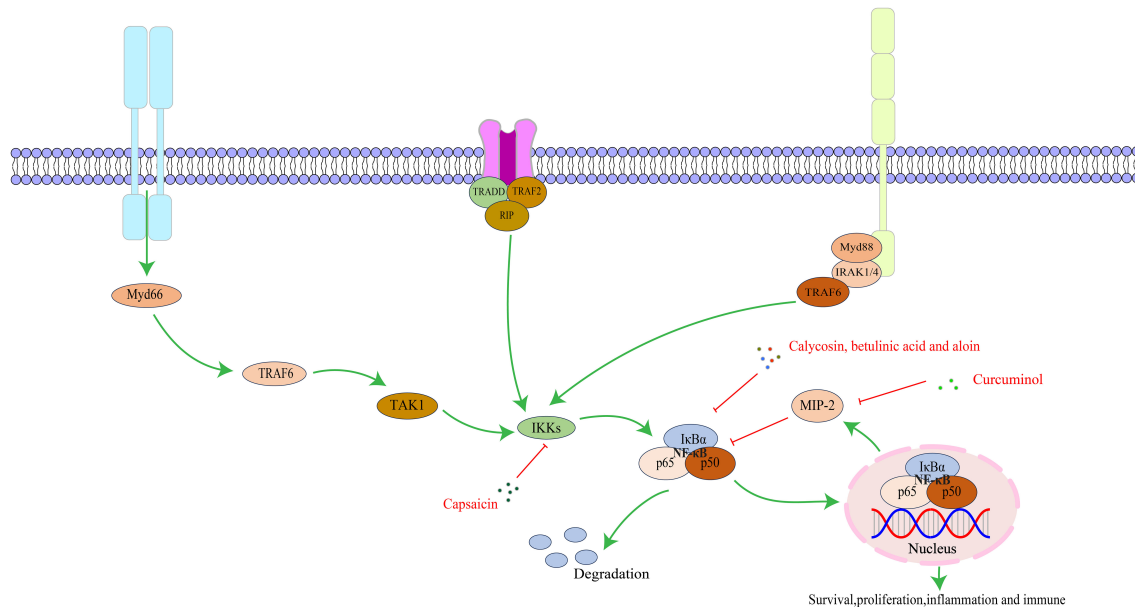 TRADD
TRAF2
RIP
Myd88
IRAK1/4
TRAF6
Myd66
Calycosin, betulinic acid and aloin
TRAF6
TAK1
Curcuminol
MIP-2
IKKs
IκBα
NF-κB
p65
p50
Capsaicin
IκBα
NF-κB
p65
p50
Nucleus
Degradation
Survival,proliferation,inflammation and immune